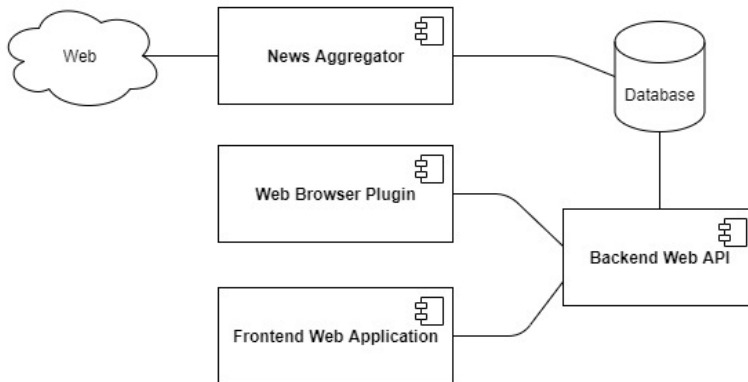 Web
News Aggregator
Database
Web Browser Plugin
Backend Web API
Frontend Web Application